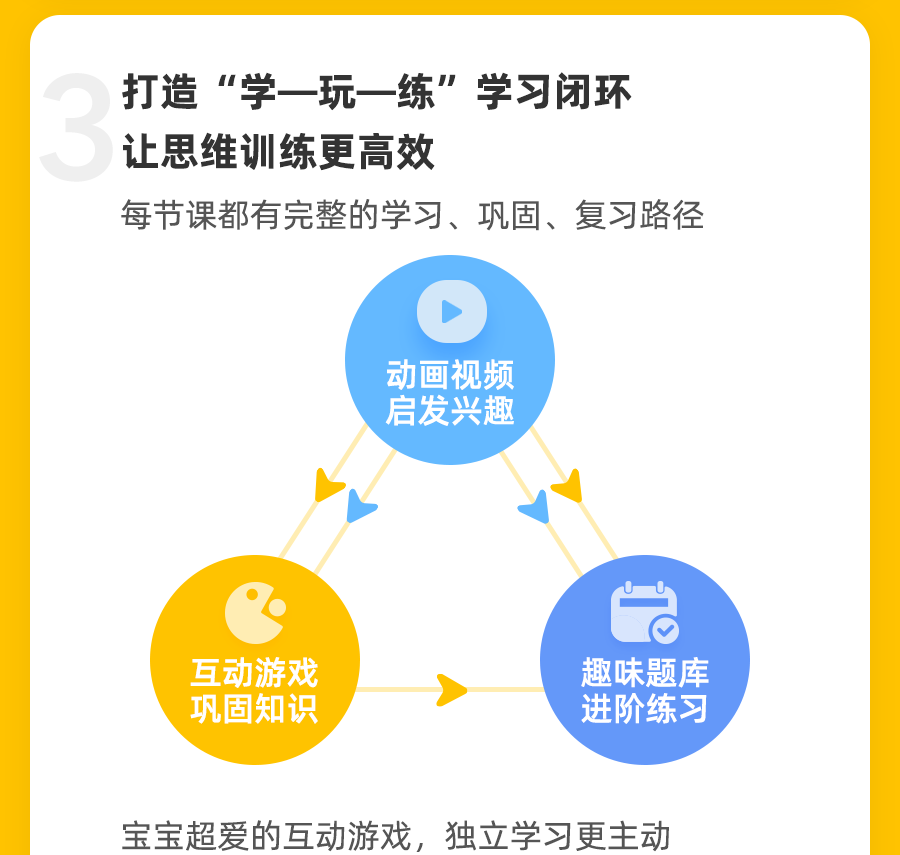 3
打造“学—玩—练”学习闭环
让思维训练更高效
每节课都有完整的学习、巩固、复习路径
动画视频
启发兴趣
互动游戏
巩固知识
趣味题库
进阶练习
宝宝超爱的互动游戏，独立学习更主动